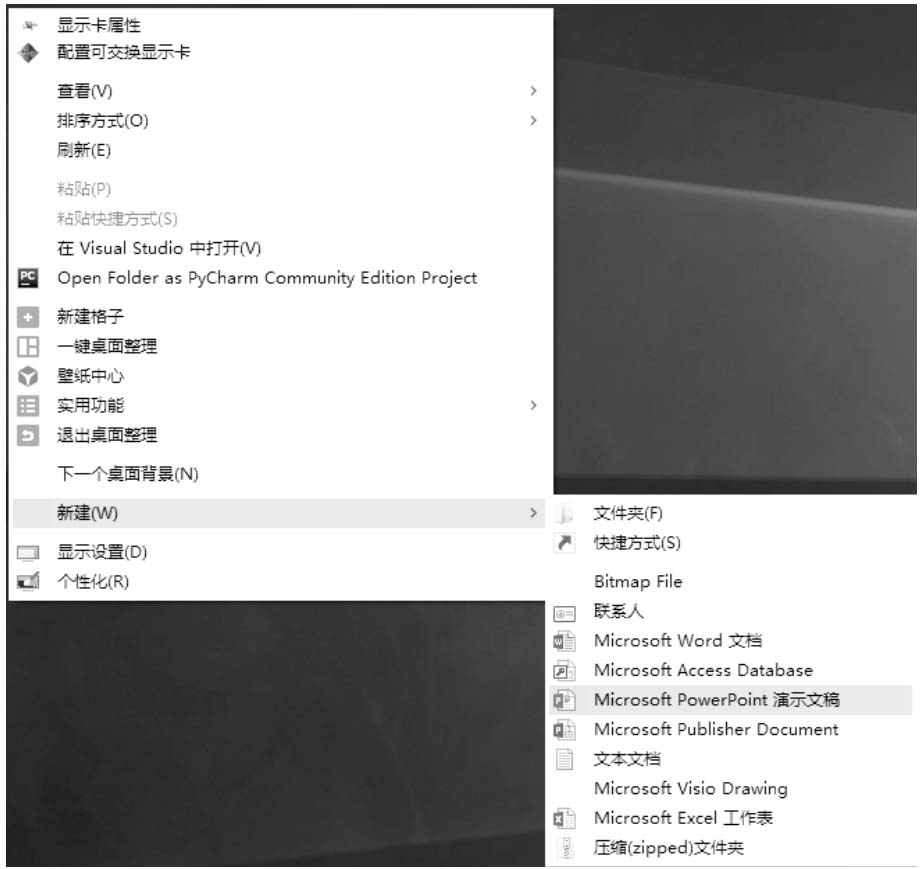 显示卡属性
配置可交换显示卡
查看(V)
排序方式(O)
刷新(E)
粘贴(P)
粘贴快捷方式(S)
在 Visual Studio 中打开(V)
PC
Open Folder as PyCharm Community Edition Project
新建格子
一键桌面整理
壁纸中心
实用功能
退出桌面整理
下一个桌面背景(N)
新建(W)
显示设置(D)
个性化(R)
文件夹(F)
快捷方式(S)
Bitmap File
联系人
Microsoft Word 文档
Microsoft Access Database
Microsoft PowerPoint 演示文稿
Microsoft Publisher Document
文本文档
Microsoft Visio Drawing
Microsoft Excel 工作表
压缩(zipped)文件夹